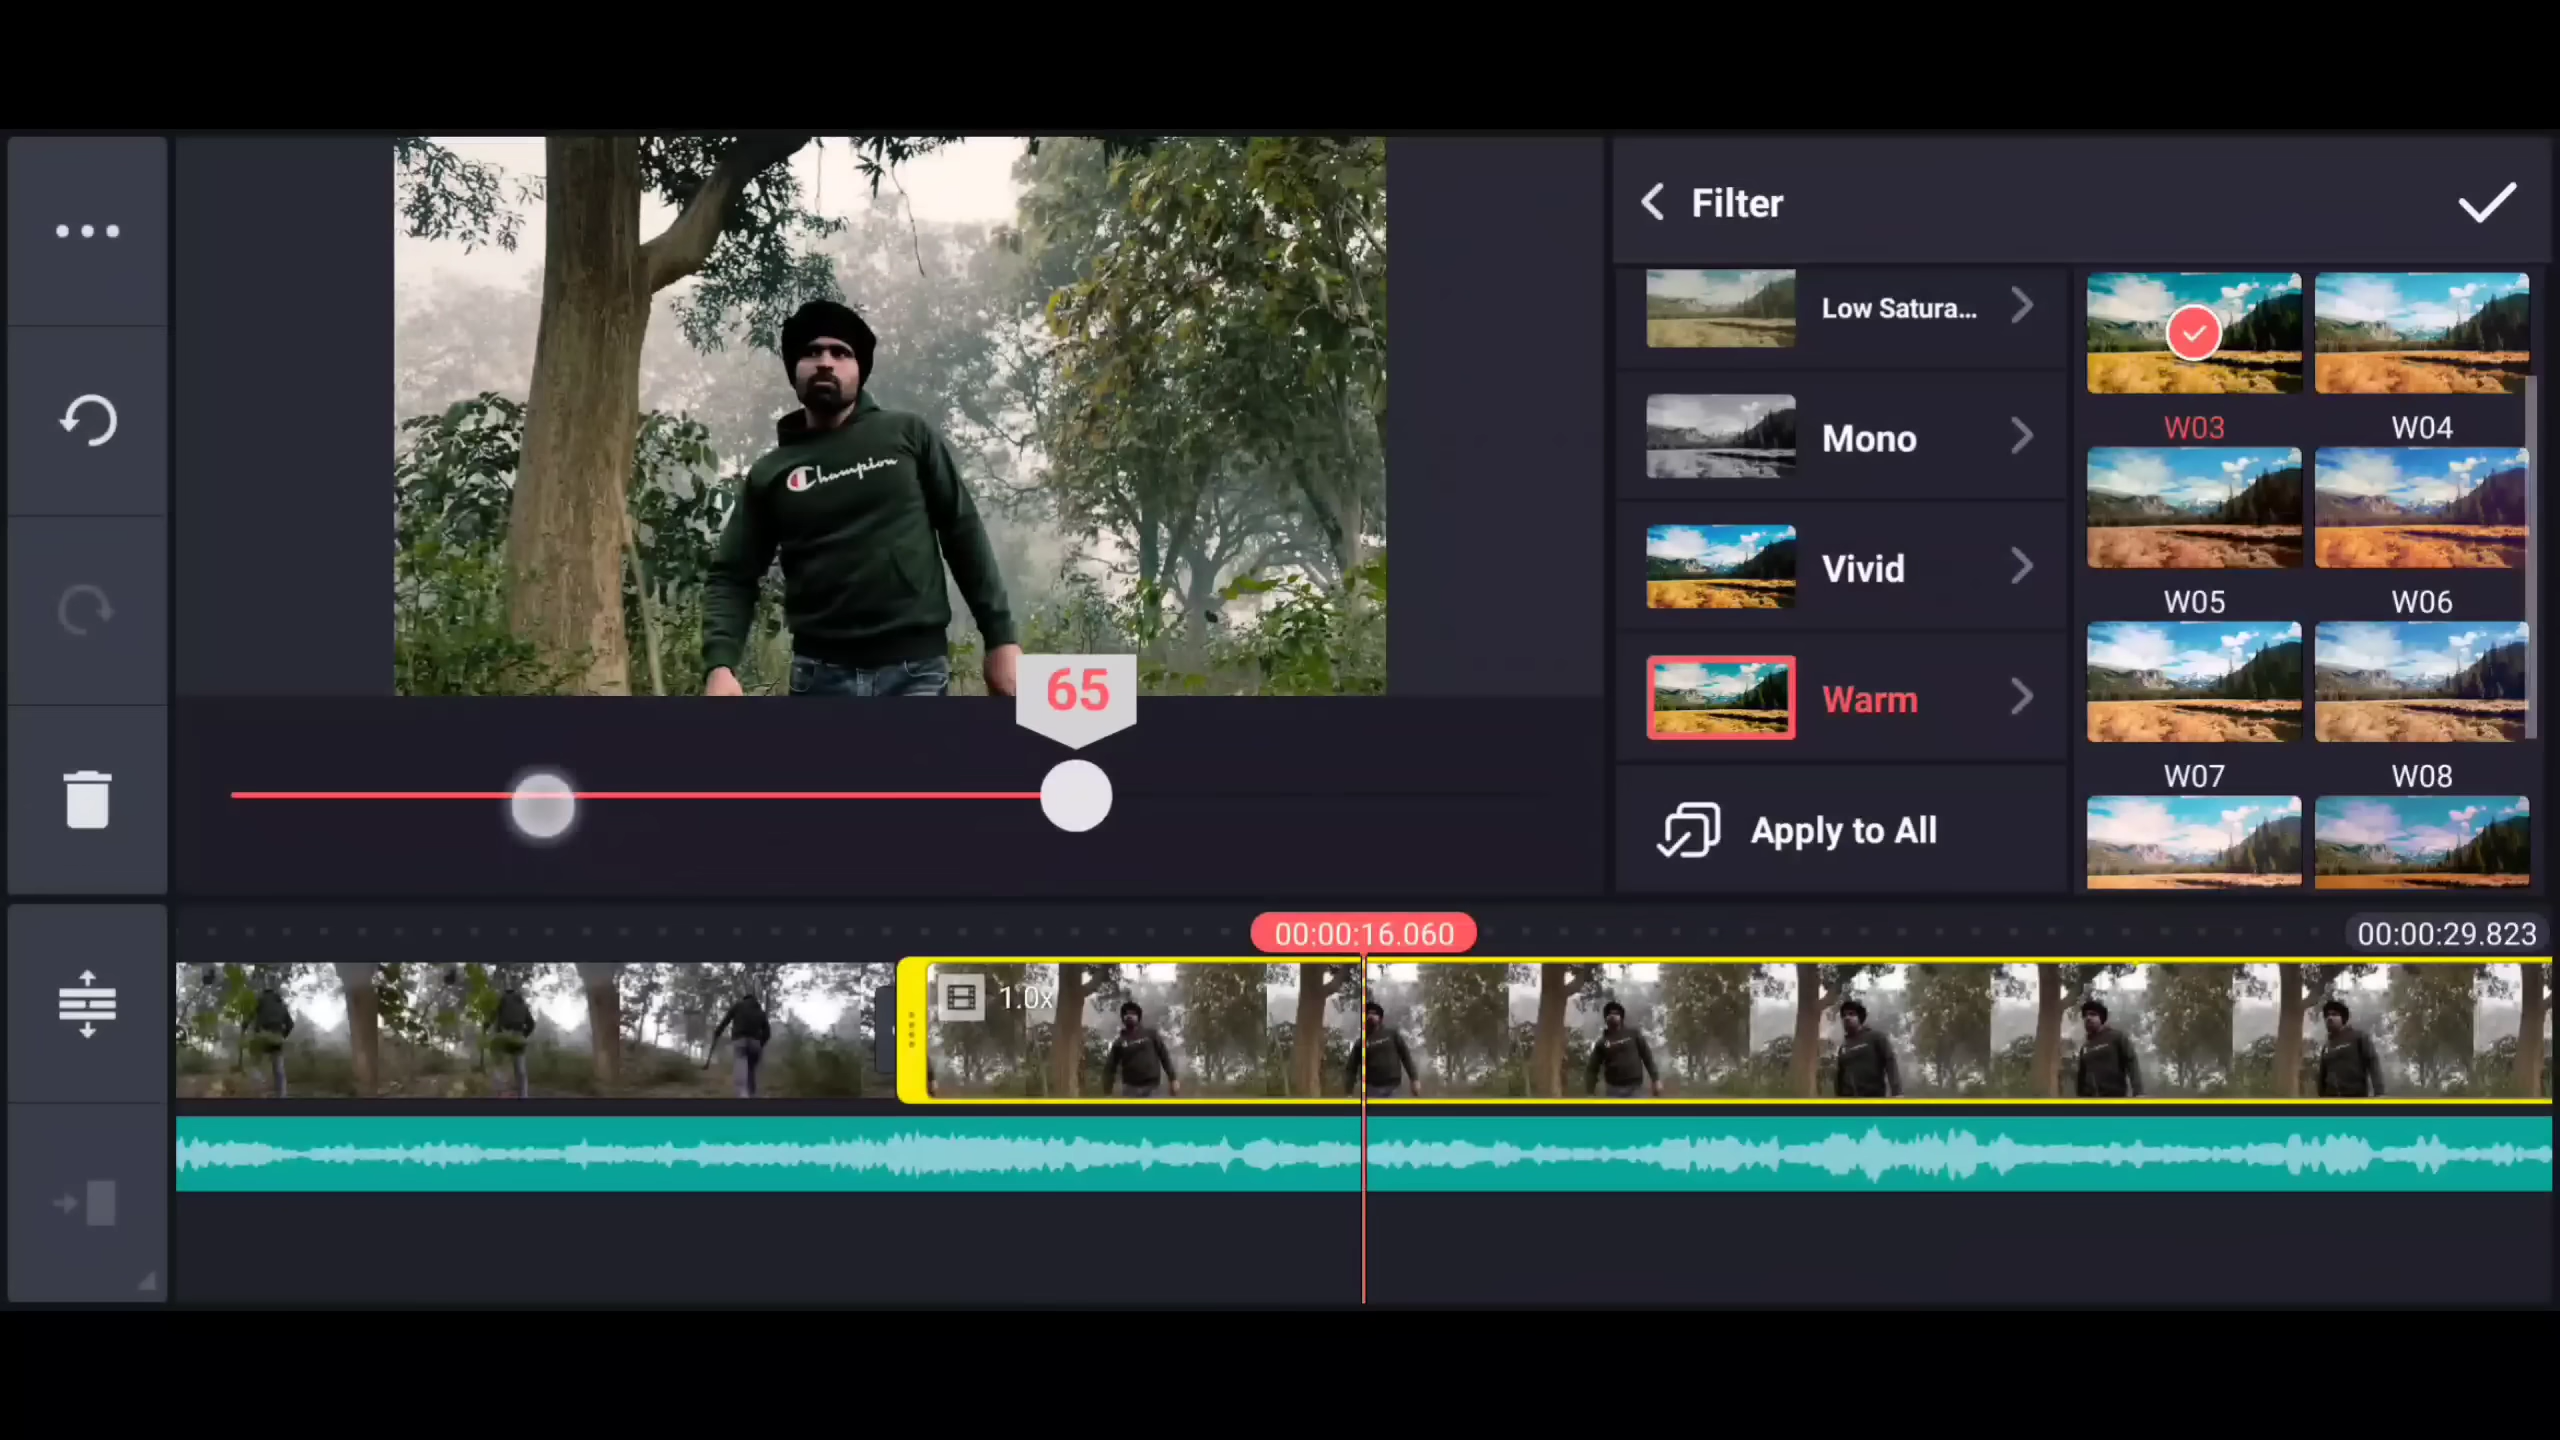 Filter
Low Satura...
Mono
Vivid
Warm
Apply to All
W03
W04
W05
W06
W07
W08
Champion
65
00:00:16.060
00:00:29.823
1.0x